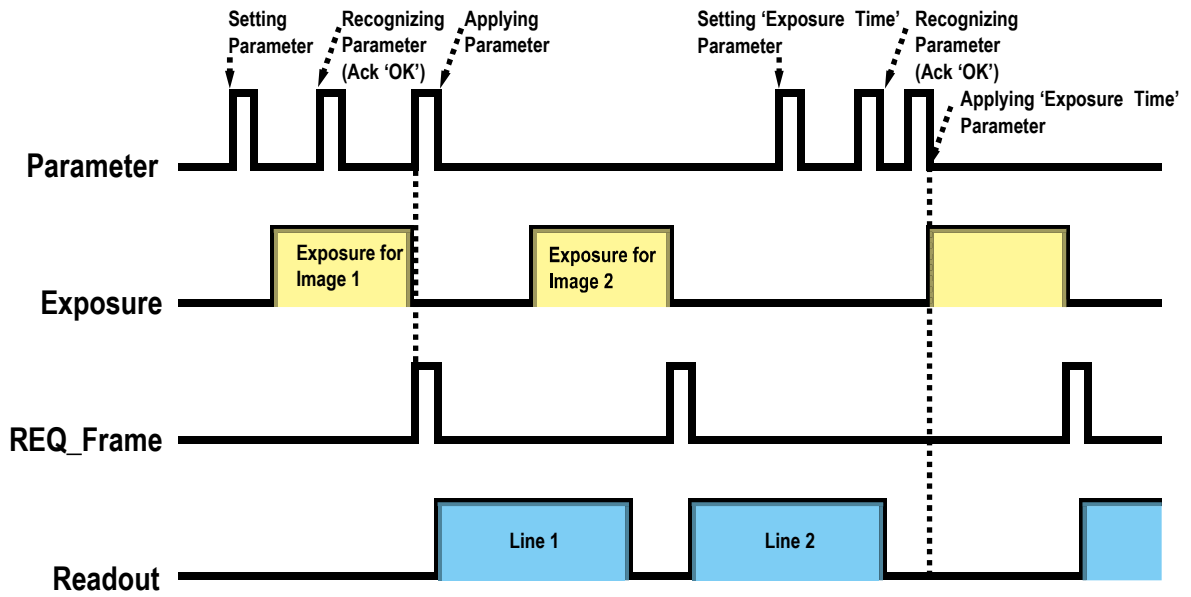 Setting
Parameter
Recognizing
Parameter
(Ack ‘OK’)
Applying
Parameter
Setting ‘Exposure Time’
Parameter
Recognizing
Parameter
(Ack ‘OK’)
Applying ‘Exposure Time’
Parameter
Parameter
Exposure for
Image 1
Exposure for
Image 2
Exposure
REQ_Frame
Line 1
Line 2
Readout